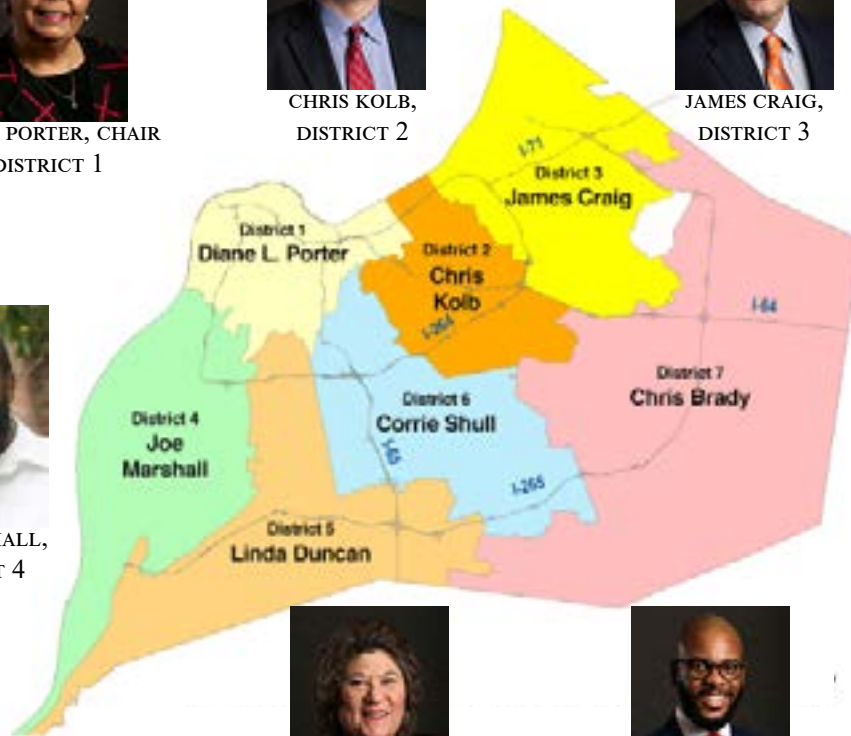 CHRIS KOLB,
DISTRICT 2
JAMES CRAIG,
DISTRICT 3
PORTER, CHAIR
DISTRICT 1
I-71
District 3
James Craig
District 1
Diane L. Porter
District 2
Chris
Kolb
I-264
I-64
District 7
Chris Brady
District 6
Corrie Shull
District 4
Joe
Marshall
I-65
I-265
District 5
Linda Duncan
ALL,
4